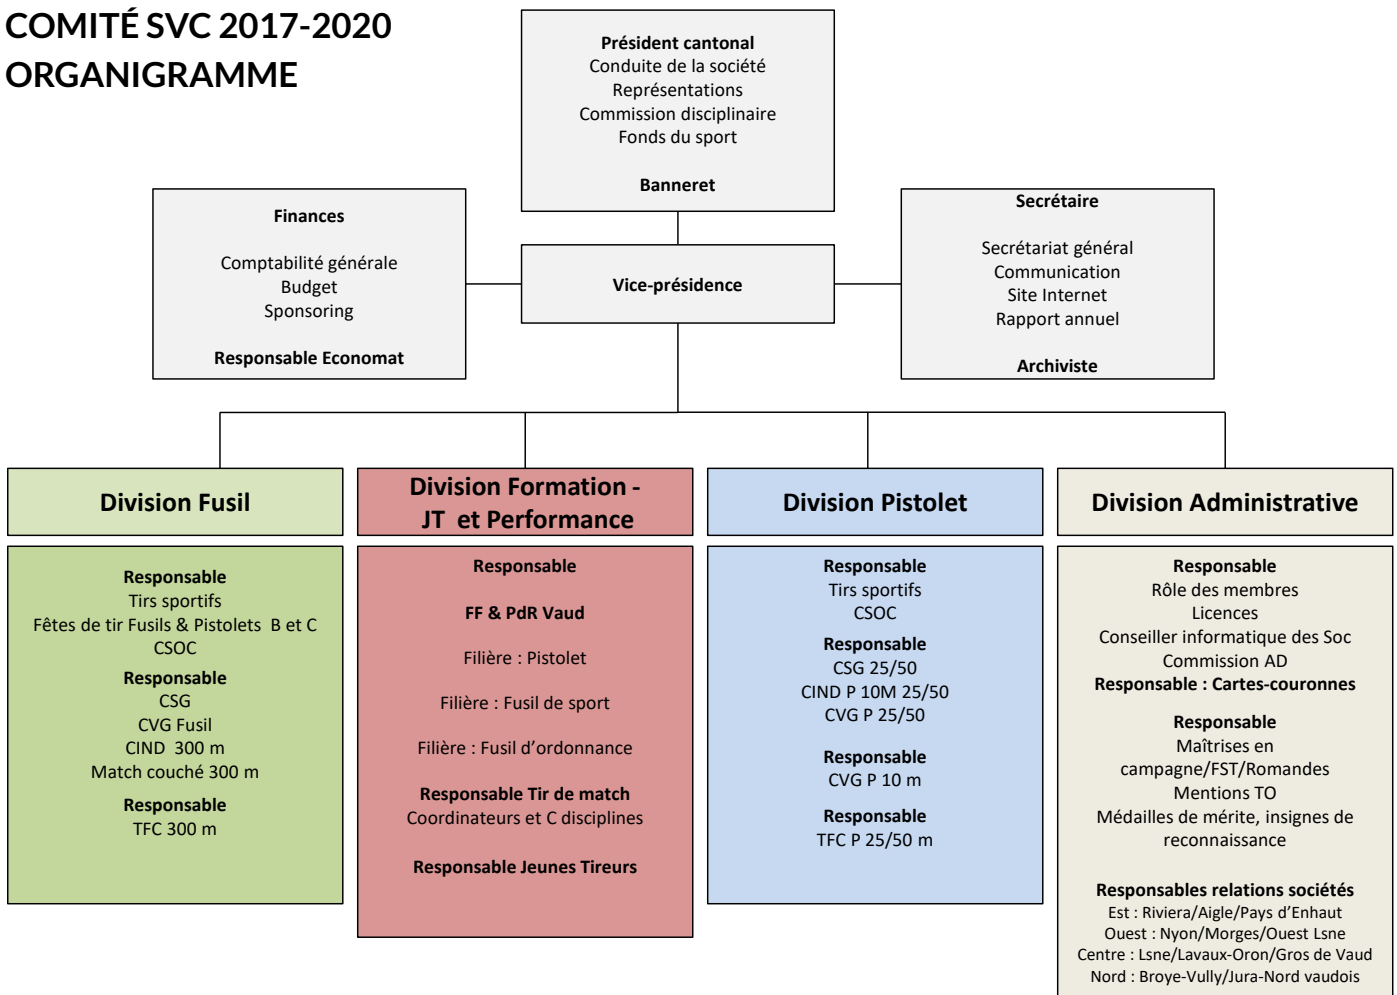 COMITÉ SVC 2017-2020
ORGANIGRAMME
Président cantonal
Conduite de la société
Représentations
Commission disciplinaire
Fonds du sport
Banneret
Finances
Comptabilité générale
Budget
Sponsoring
Responsable Economat
Vice-présidence
Secrétaire
Secrétariat général
Communication
Site Internet
Rapport annuel
Archiviste
Division Fusil
Responsable
Tirs sportifs
Fêtes de tir Fusils & Pistolets B et C
CSOC
Responsable
CSG
CVG Fusil
CIND 300 m
Match couché 300 m
Responsable
TFC 300 m
Division Formation -
JT et Performance
Responsable
FF & PdR Vaud
Filière : Pistolet
Filière : Fusil de sport
Filière : Fusil d'ordonnance
Responsable Tir de match
Coordinateurs et C disciplines
Responsable Jeunes Tireurs
Division Pistolet
Responsable
Tirs sportifs
CSOC
Responsable
CSG 25/50
CIND P 10M 25/50
CVG P 25/50
Responsable
CVG P 10 m
Responsable
TFC P 25/50 m
Division Administrative
Responsable
Rôle des membres
Licences
Conseiller informatique des Soc
Commission AD
Responsable : Cartes-couronnes
Responsable
Maîtrises en
campagne/FST/Romandes
Mentions TO
Médailles de mérite, insignes de
reconnaissance
Responsables relations sociétés
Est : Riviera/Aigle/Pays d'Enhaut
Ouest : Nyon/Morges/Ouest Lsne
Centre : Lsne/Lavaux-Oron/Gros de Vaud
Nord : Broye-Vully/Jura-Nord vaudois